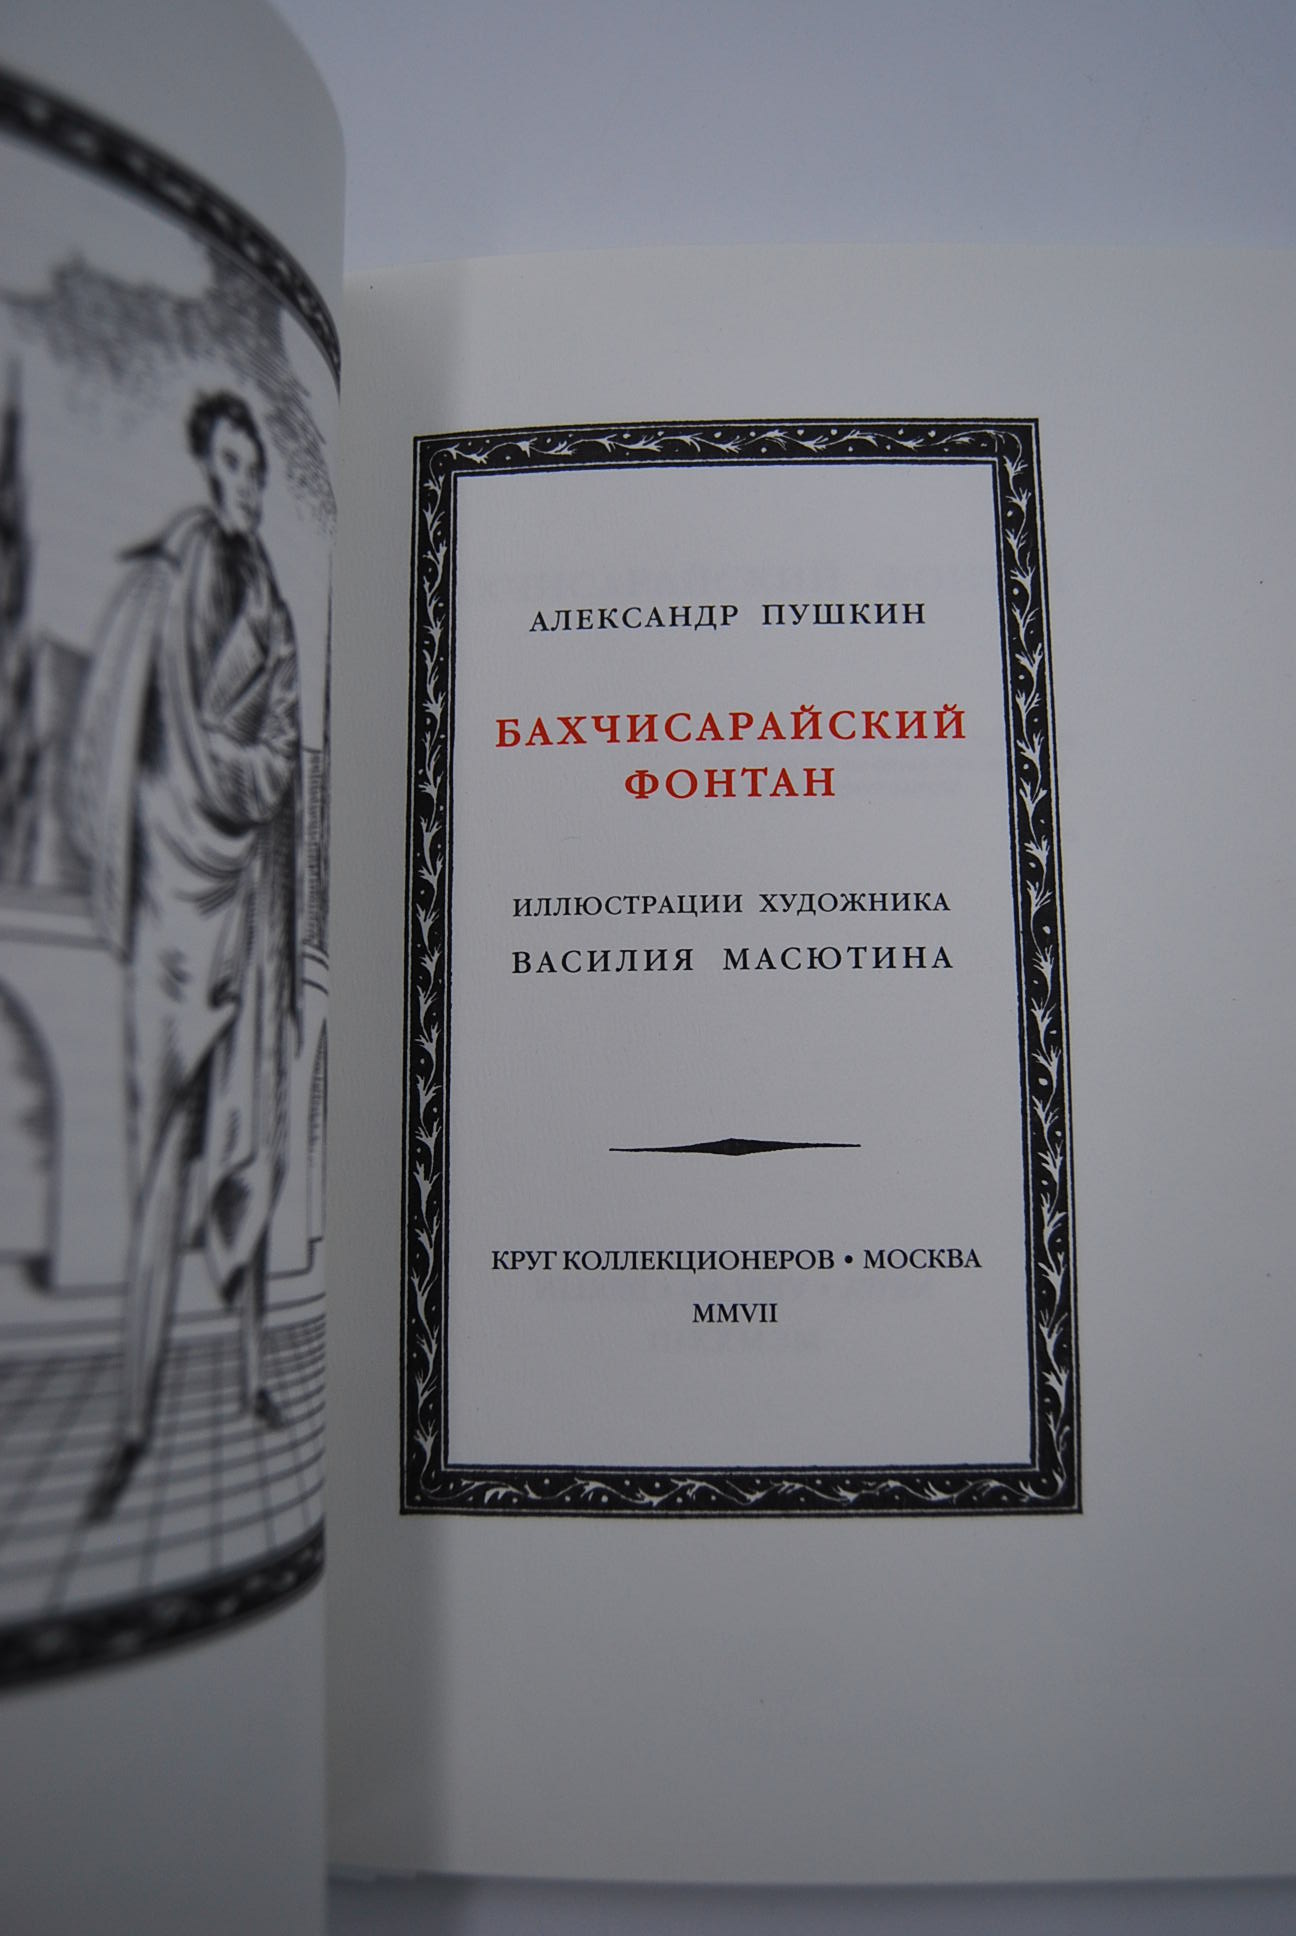 АЛЕКСАНДР ПУШКИН
БАХЧИСАРАЙСКИЙ
ФОНТАН
ИЛЛЮСТРАЦИИ ХУДОЖНИКА
ВАСИЛИЯ МАСЮТИНА
КРУГ КОЛЛЕКЦИОНЕРОВ • МОСКВА
MMVII